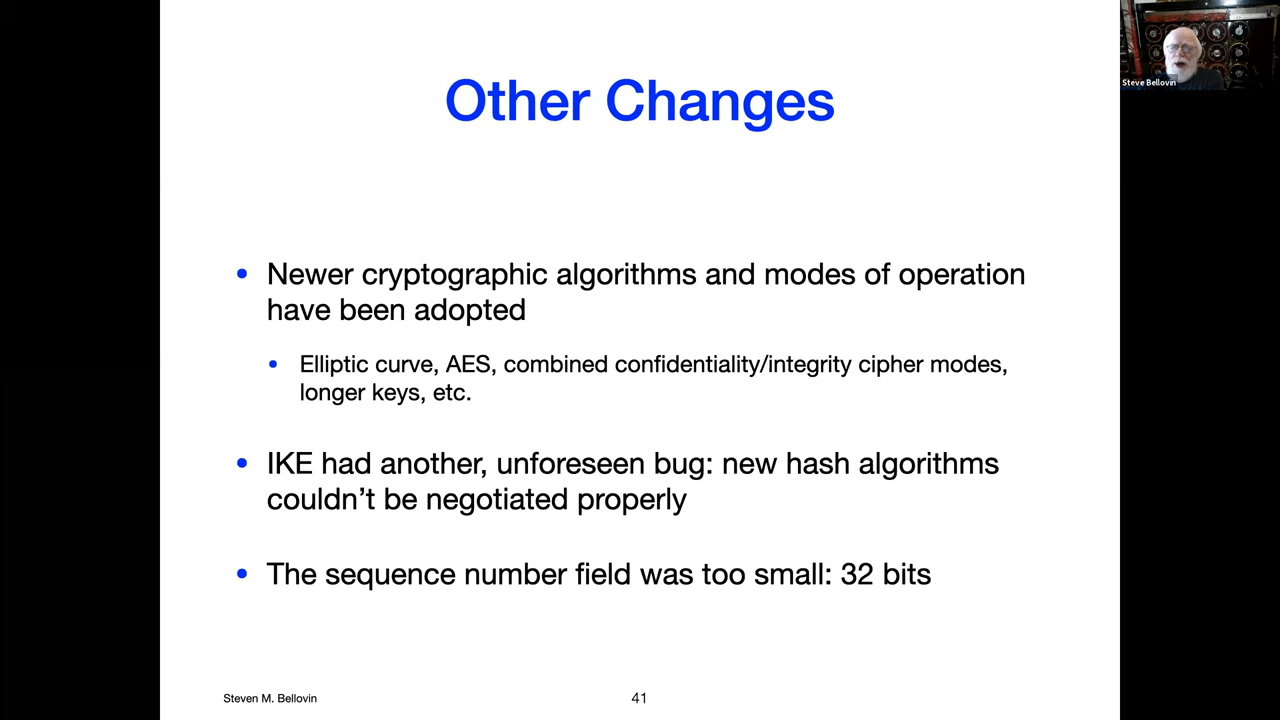 Other Changes
Steve Bellovin
• Newer cryptographic algorithms and modes of operation
have been adopted
• Elliptic curve, AES, combined confidentiality/integrity cipher modes,
longer keys, etc.
• IKE had another, unforeseen bug: new hash algorithms
couldn’t be negotiated properly
• The sequence number field was too small: 32 bits
Steven M. Bellovin
41